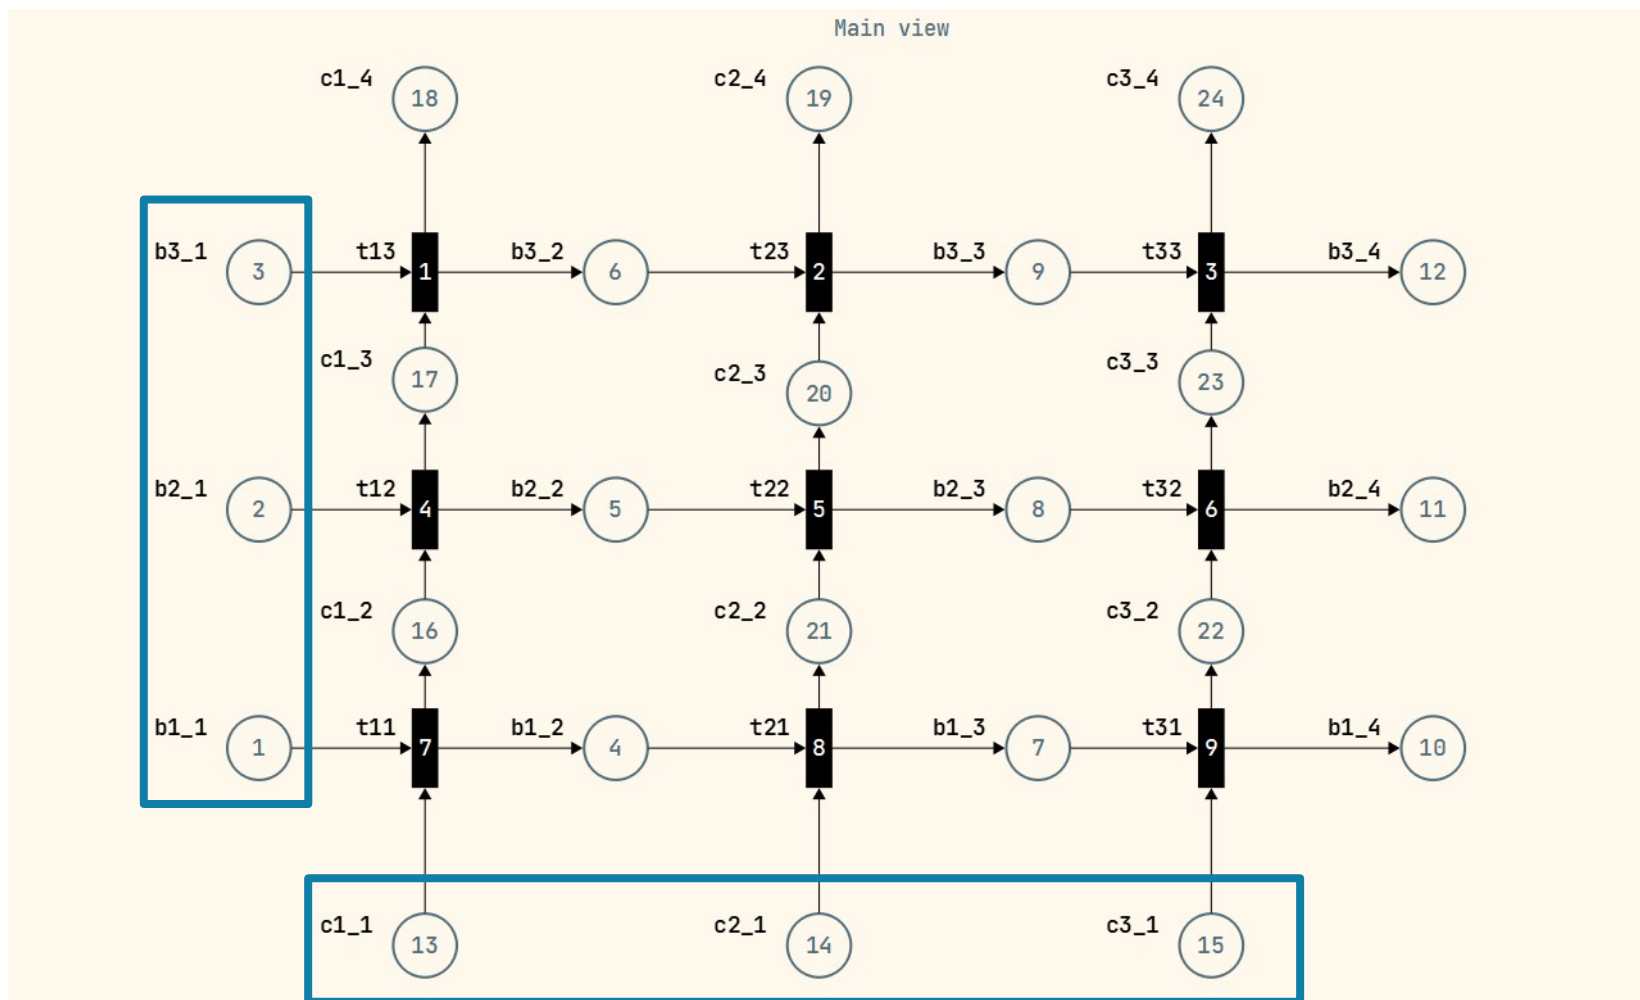 Main view
c1_4 18 c2_4 19 c3_4 24
b3_1 3 t13 1 b3_2 6 t23 2 b3_3 9 t33 3 b3_4 12
c1_3 17 c2_3 20 c3_3 23
b2_1 2 t12 4 b2_2 5 t22 5 b2_3 8 t32 6 b2_4 11
c1_2 16 c2_2 21 c3_2 22
b1_1 1 t11 7 b1_2 4 t21 8 b1_3 7 t31 9 b1_4 10
c1_1 13 c2_1 14 c3_1 15